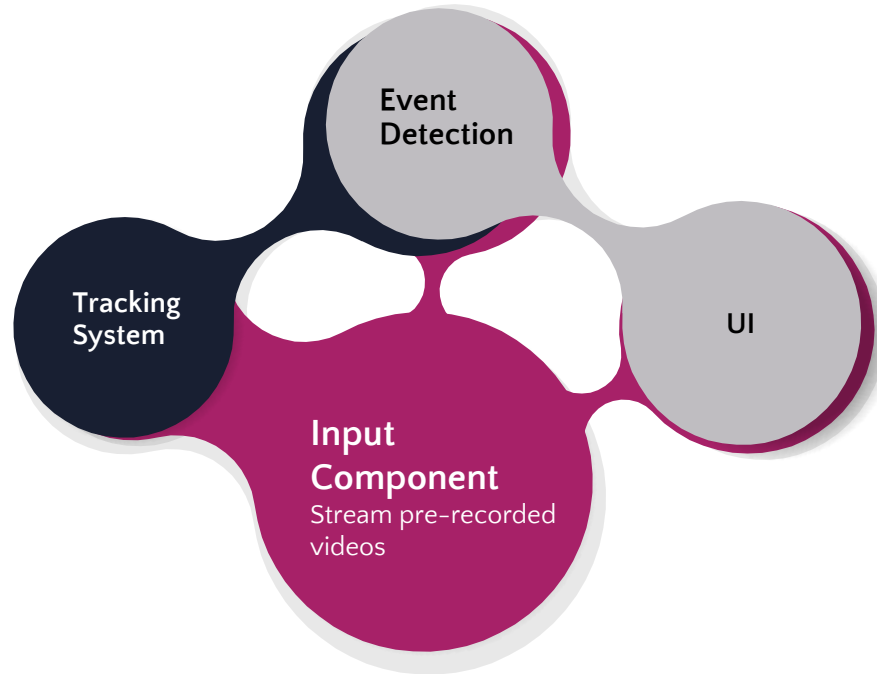 Event
Detection
Tracking
System
UI
Input
Component
Stream pre-recorded
videos